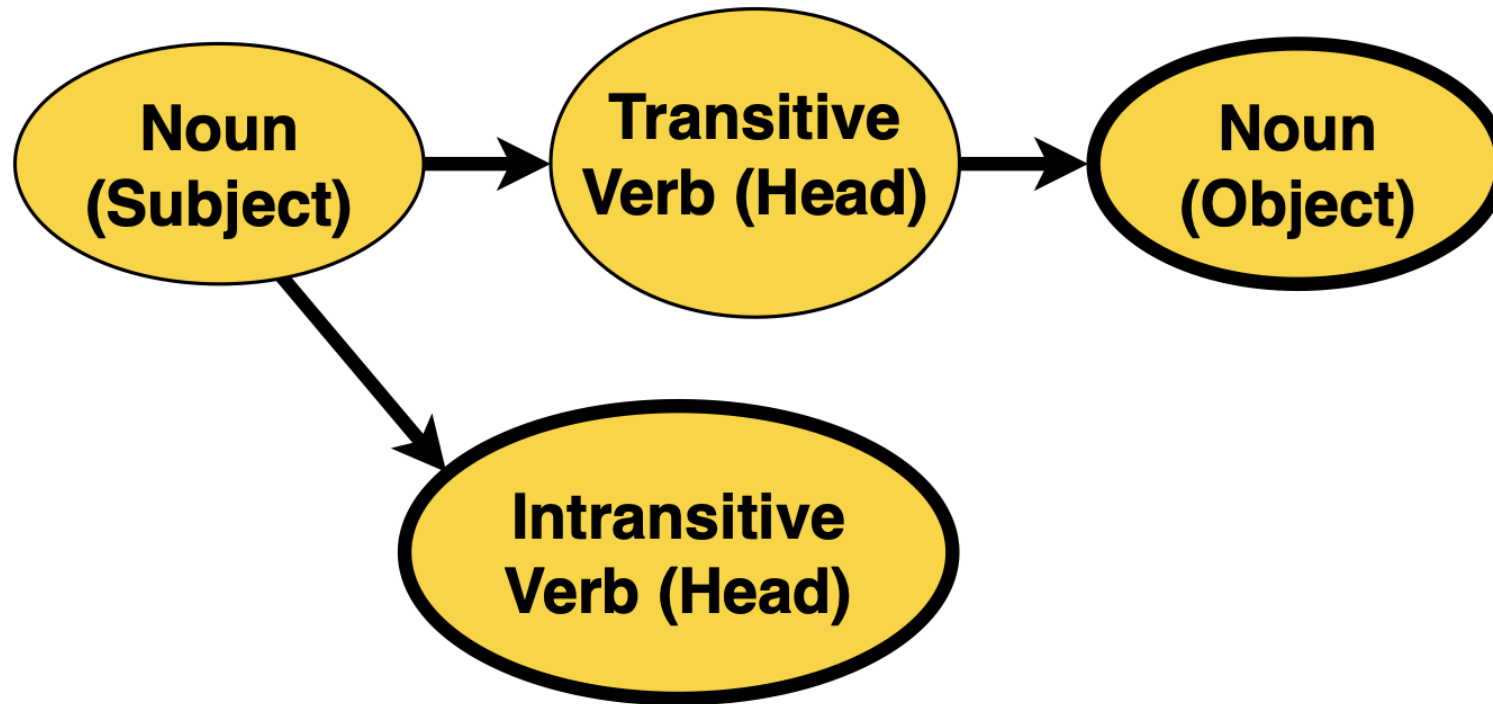 Noun
(Subject)
Transitive
Verb (Head)
Noun
(Object)
Intransitive
Verb (Head)